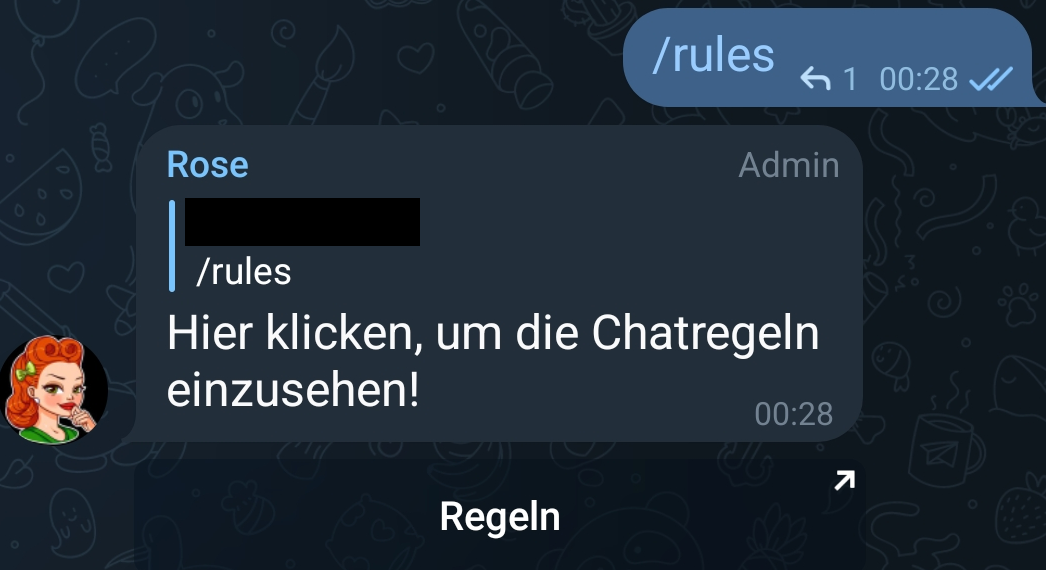 /rules
1 00:28
Rose Admin
/rules
Hier klicken, um die Chatregeln
einzusehen!
00:28
Regeln